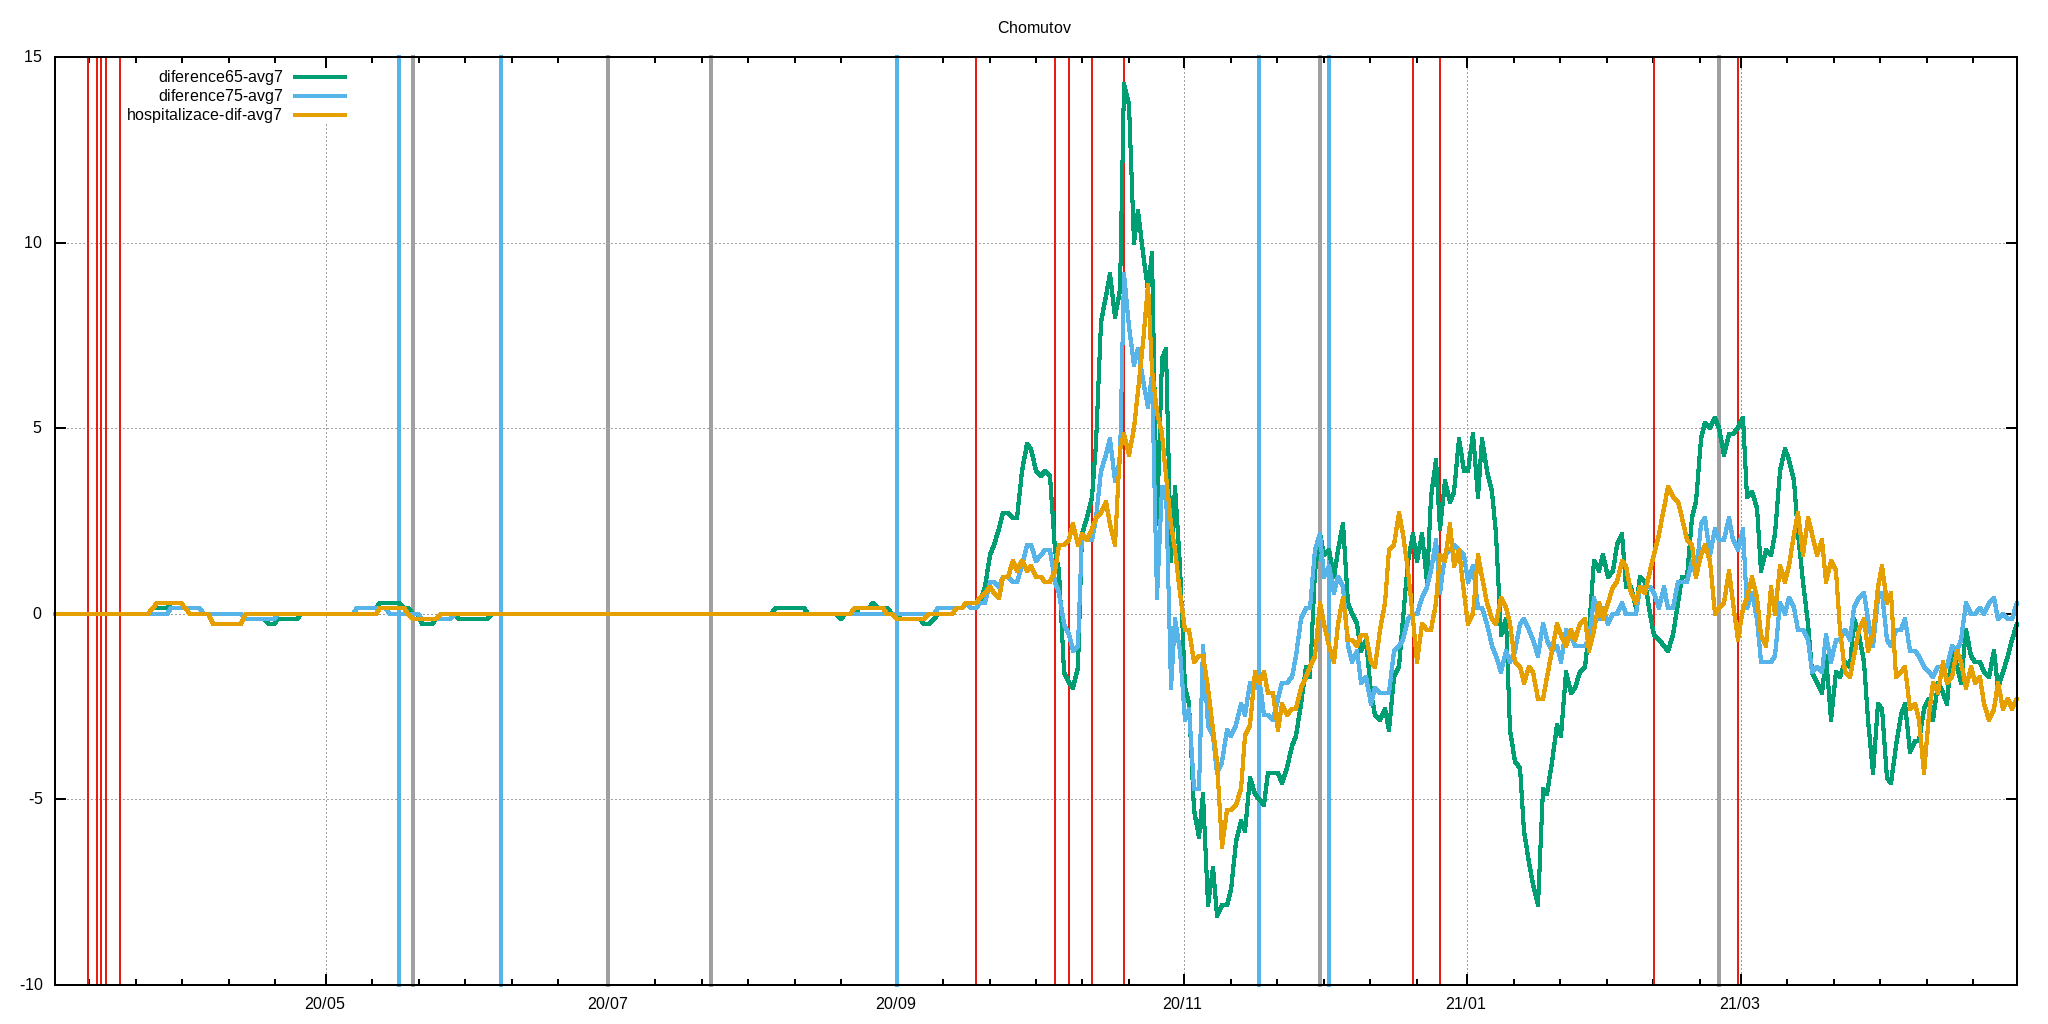 Chomutov
15
10
5
0
-5
-10
diference65-avg7
diference75-avg7
hospitalizace-dif-avg7
20/05 20/07 20/09 20/11 21/01 21/03